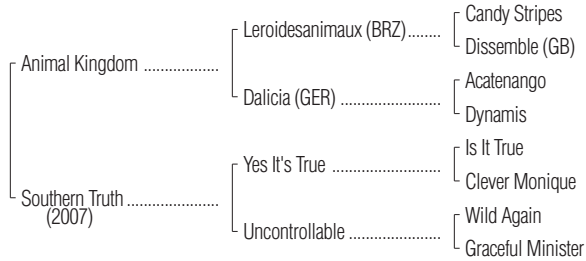 Candy Stripes
Leroidesanimaux (BRZ)........
Dissemble (GB)
Animal Kingdom ...................
Acatenango
Dalicia (GER) .........................
Dynamis
Is It True
Yes It's True ...........................
Clever Monique
Southern Truth .......................
(2007)
Wild Again
Uncontrollable ........................
Graceful Minister